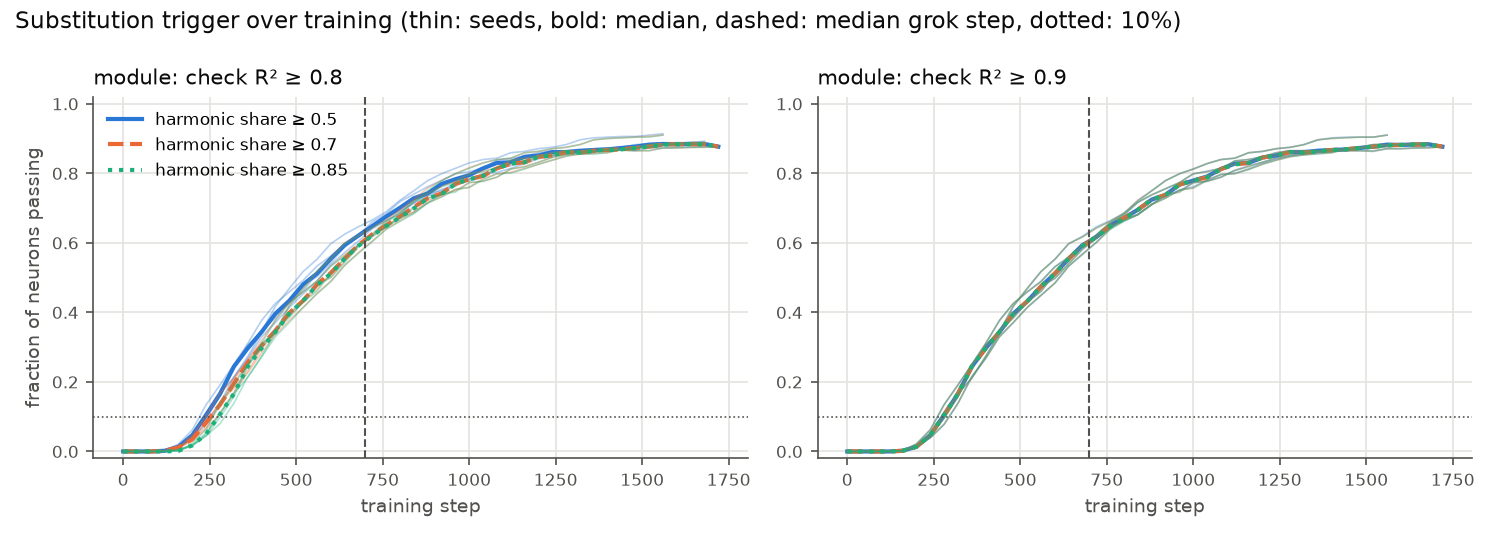 Substitution trigger over training (thin: seeds, bold: median, dashed: median grok step, dotted: 10%)
module: check R² ≥ 0.8
module: check R² ≥ 0.9
fraction of neurons passing
1.0
0.8
0.6
0.4
0.2
0.0
harmonic share ≥ 0.5
harmonic share ≥ 0.7
harmonic share ≥ 0.85
0 250 500 750 1000 1250 1500 1750
training step
1.0
0.8
0.6
0.4
0.2
0.0
0 250 500 750 1000 1250 1500 1750
training step